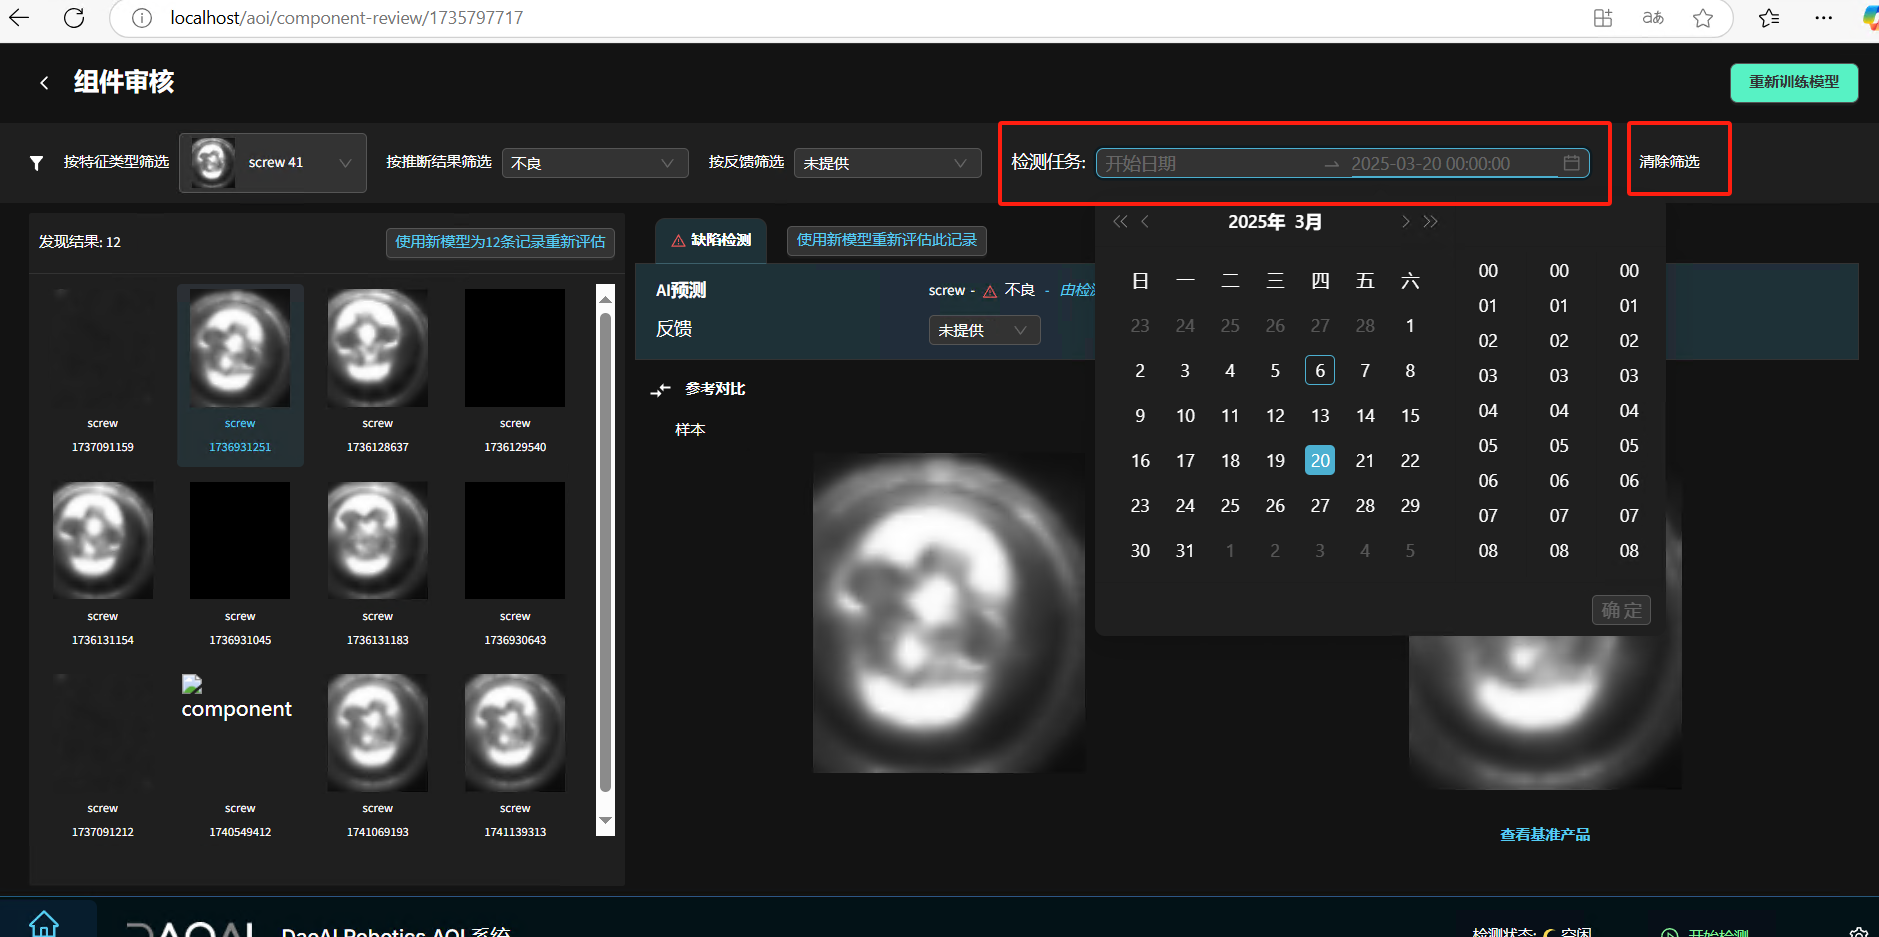 localhost/aoi/component-review/1735797717
组件审核
重新训练模型
按特征类型筛选 screw 41 按推断结果筛选 不良 按反馈筛选 未提供 检测任务: 开始日期 → 2025-03-20 00:00:00 清除筛选
发现结果: 12 使用新模型为12条记录重新评估
screw screw screw screw
1737091159 1736931251 1736128637 1736129540
screw screw screw screw
1736131154 1736931045 1736131183 1736930643
component
screw screw screw screw
1737091212 1740549412 1741069193 1741139313
缺陷检测 使用新模型重新评估此记录
AI预测 screw - 不良 - 由检
反馈 未提供
参考对比
样本
2025年 3月
日 一 二 三 四 五 六
23 24 25 26 27 28 1
2 3 4 5 6 7 8
9 10 11 12 13 14 15
16 17 18 19 20 21 22
23 24 25 26 27 28 29
30 31 1 2 3 4 5
00 00 00
01 01 01
02 02 02
03 03 03
04 04 04
05 05 05
06 06 06
07 07 07
08 08 08
确定
查看基准产品
DAOAI DaoAI Robotics AOI 系统 检测状态: 空闲 开始检测